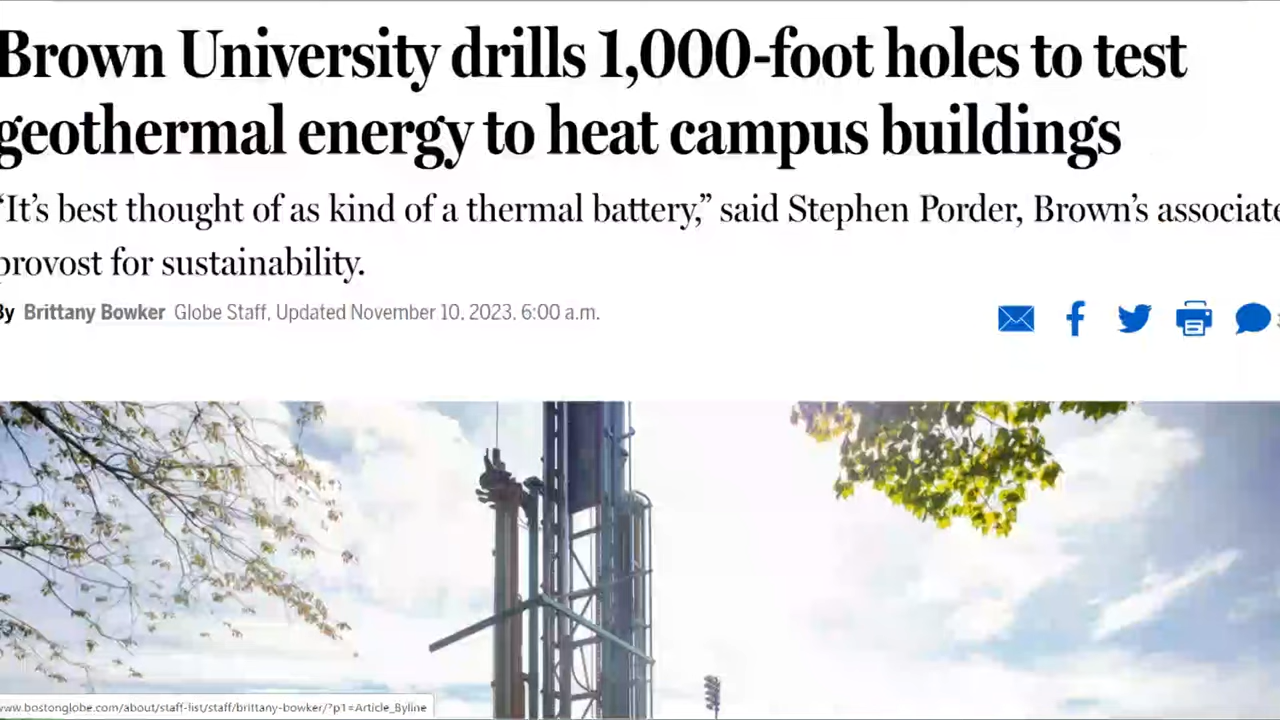 Brown University drills 1,000-foot holes to test
geothermal energy to heat campus buildings
“It’s best thought of as kind of a thermal battery,” said Stephen Porder, Brown’s associate
provost for sustainability.
By Brittany Bowker Globe Staff, Updated November 10, 2023, 6:00 a.m.
www.bostonglobe.com/about/staff-list/staff/brittany-bowker/?p1=Article_Byline